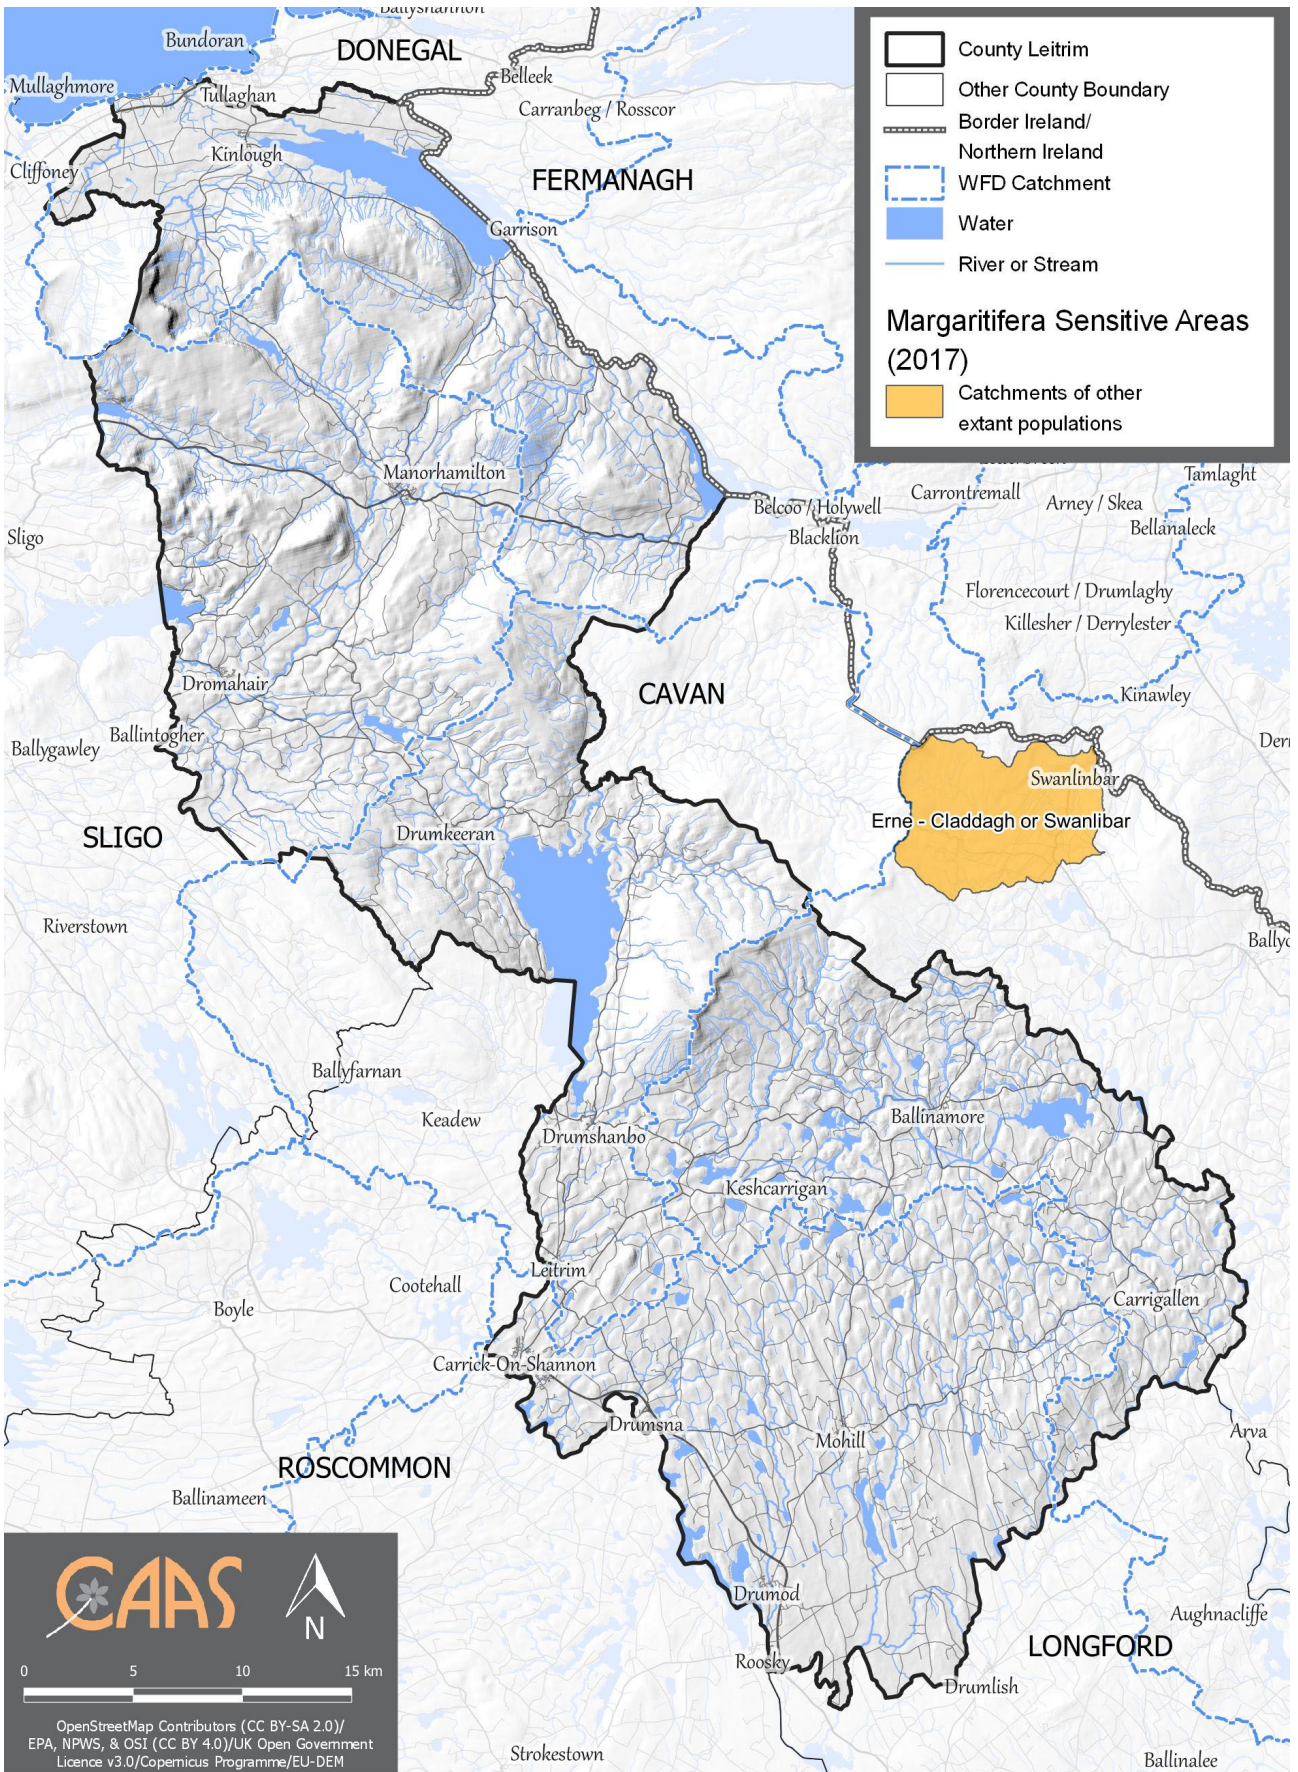 Ballyshannon
Bundoran
DONEGAL
Mullaghmore
Tullaghan
Belleek
Carranbeg / Rosscor
Kinlough
Cliffoney
FERMANAGH
Garrison
County Leitrim
Other County Boundary
Border Ireland/
Northern Ireland
WFD Catchment
Water
River or Stream
Margaritifera Sensitive Areas
(2017)
Catchments of other
extant populations
Manorhamilton
Tamlaght
Carrontremall
Arney / Skea
Belcoo / Holywell
Blacklion
Bellanaleck
Sligo
Florencecourt / Drumlaghy
Killesher / Derrylester
Dromahair
CAVAN
Kinawley
Ballintogher
Ballygawley
Swanlinbar
Erne - Claddagh or Swanlibar
SLIGO
Drumkeeran
Riverstown
Ballyfarnan
Keadew
Drumshanbo
Ballinamore
Keshcarrigan
Leitrim
Cootehall
Boyle
Carrigallen
Carrick-On-Shannon
Drumsna
Mohill
Arva
ROSCOMMON
Ballinameen
Drumod
Aughnacliffe
LONGFORD
Roosky
Drumlish
Strokestown
Ballinalee
CAAS
N
0 5 10 15 km
OpenStreetMap Contributors (CC BY-SA 2.0)/
EPA, NPWS, & OSI (CC BY 4.0)/UK Open Government
Licence v3.0/Copernicus Programme/EU-DEM